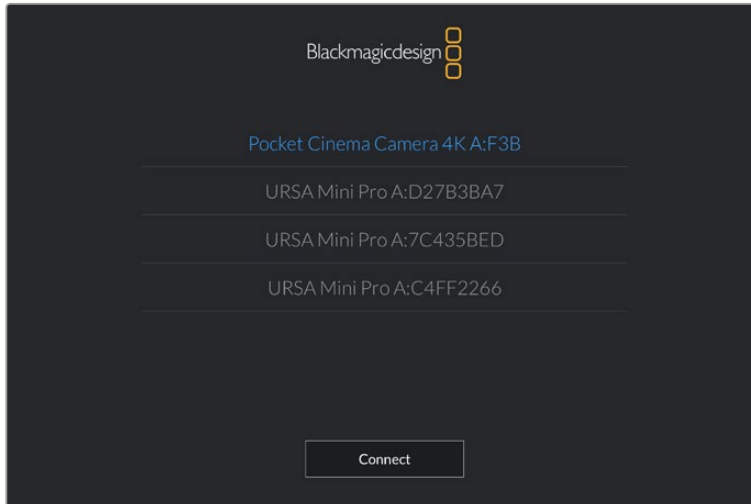 Blackmagicdesign
Pocket Cinema Camera 4K A:F3B
URSA Mini Pro A:D27B3BA7
URSA Mini Pro A:7C435BED
URSA Mini Pro A:C4FF2266
Connect